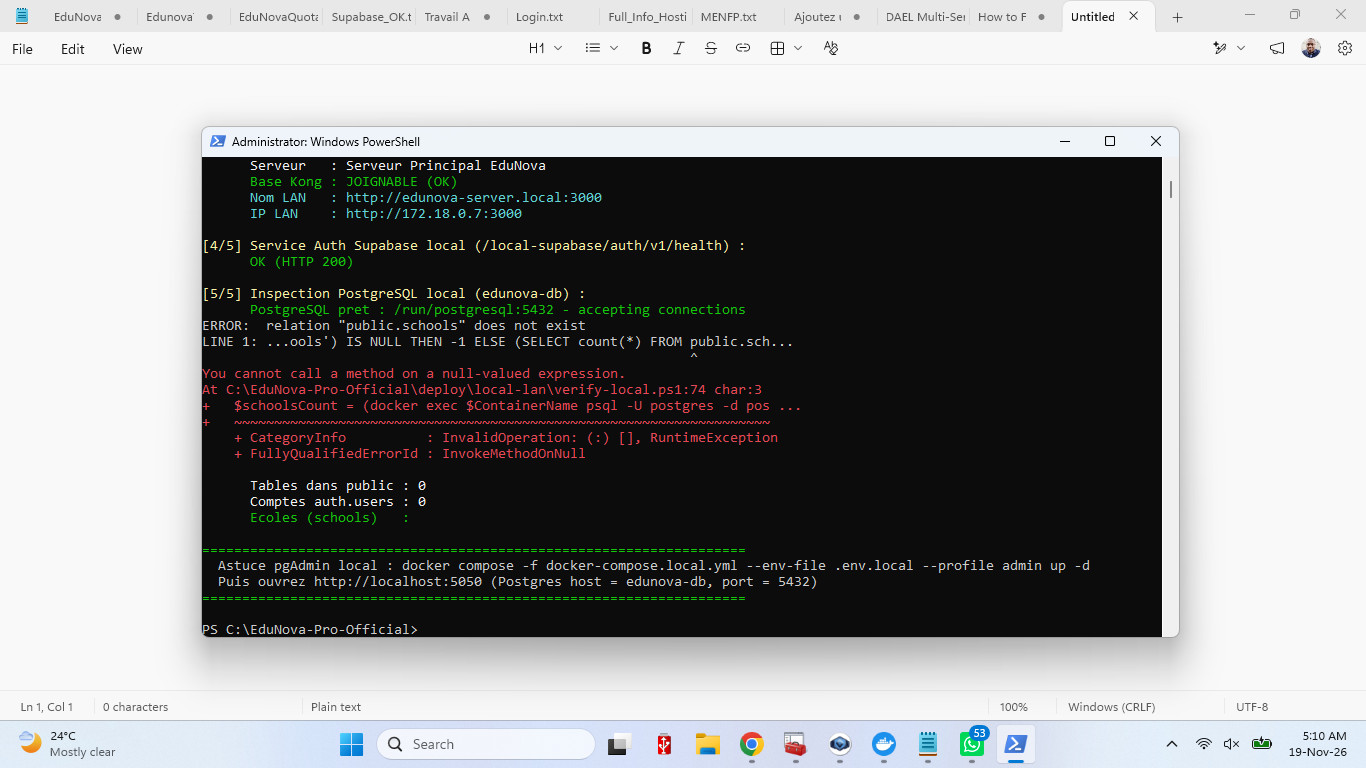 EduNova
Edunova
EduNovaQuota
Supabase_OK.t
Travail A
Login.txt
Full_Info_Hosti
MENFP.txt
Ajoutez u
DAEL Multi-Ser
How to F
Untitled
File
Edit
View
H1
B
I
S
Administrator: Windows PowerShell
Serveur : Serveur Principal EduNova
Base Kong : JOIGNABLE (OK)
Nom LAN : http://edunova-server.local:3000
IP LAN : http://172.18.0.7:3000
[4/5] Service Auth Supabase local (/local-supabase/auth/v1/health) :
OK (HTTP 200)
[5/5] Inspection PostgreSQL local (edunova-db) :
PostgreSQL pret : /run/postgresql:5432 - accepting connections
ERROR: relation "public.schools" does not exist
LINE 1: ...ools') IS NULL THEN -1 ELSE (SELECT count(*) FROM public.sch...
^
You cannot call a method on a null-valued expression.
At C:\EduNova-Pro-Official\deploy\local-lan\verify-local.ps1:74 char:3
+ $schoolsCount = (docker exec $ContainerName psql -U postgres -d pos ...
+ ~~~~~~~~~~~~~~~~~~~~~~~~~~~~~~~~~~~~~~~~~~~~~~~~~~~~~~~~~~~~~~~~~~~
+ CategoryInfo : InvalidOperation: (:) [], RuntimeException
+ FullyQualifiedErrorId : InvokeMethodOnNull
Tables dans public : 0
Comptes auth.users : 0
Ecoles (schools) :
====================================================================
Astuce pgAdmin local : docker compose -f docker-compose.local.yml --env-file .env.local --profile admin up -d
Puis ouvrez http://localhost:5050 (Postgres host = edunova-db, port = 5432)
====================================================================
PS C:\EduNova-Pro-Official>
Ln 1, Col 1
0 characters
Plain text
100%
Windows (CRLF)
UTF-8
24°C
Mostly clear
Search
53
5:10 AM
19-Nov-26